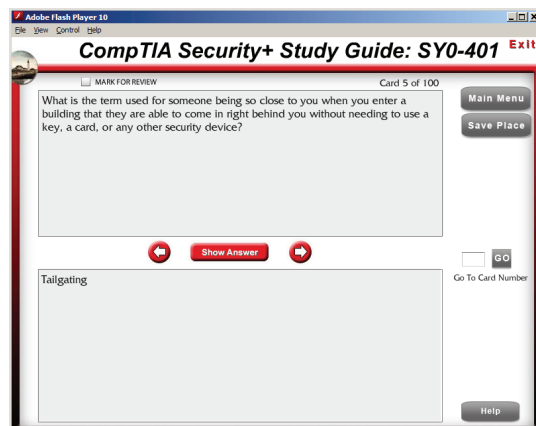 Adobe Flash Player 10
File View Control Help
CompTIA Security+ Study Guide: SY0-401
Exit
MARK FOR REVIEW
Card 5 of 100
What is the term used for someone being so close to you when you enter a
building that they are able to come in right behind you without needing to use a
key, a card, or any other security device?
Main Menu
Save Place
Show Answer
GO
Go To Card Number
Tailgating
Help